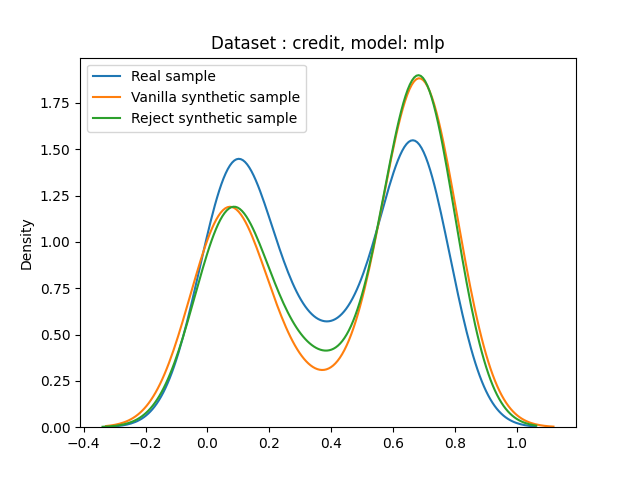 Dataset : credit, model: mlp
Real sample
Vanilla synthetic sample
Reject synthetic sample
Density
1.75
1.50
1.25
1.00
0.75
0.50
0.25
0.00
−0.4 −0.2 0.0 0.2 0.4 0.6 0.8 1.0